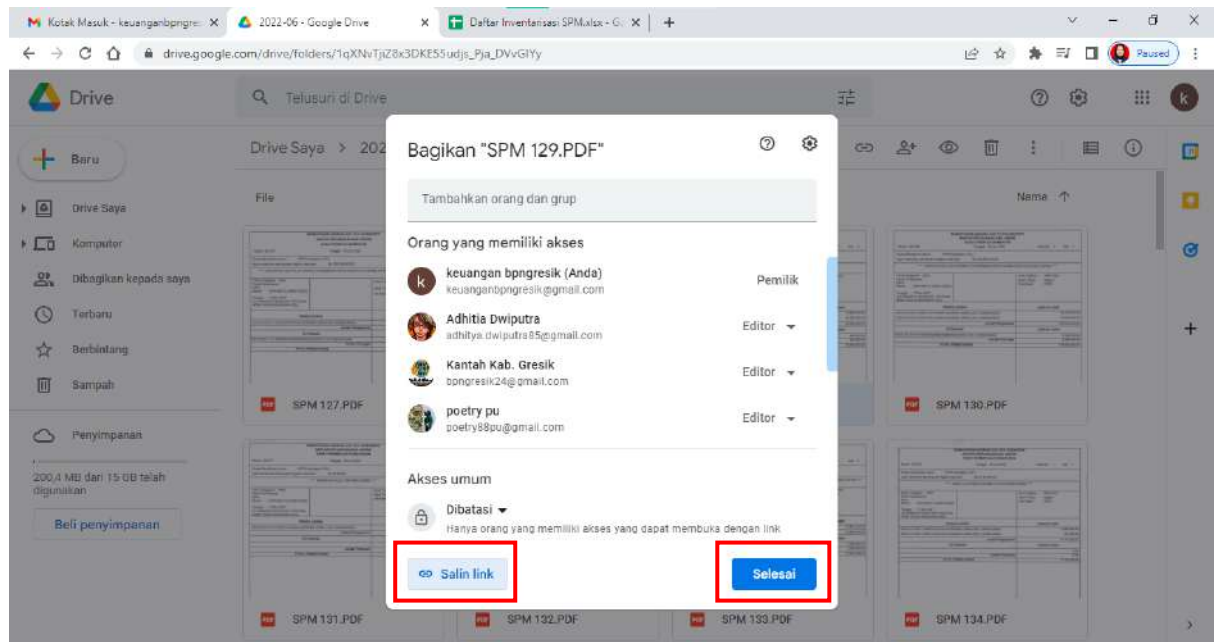 Kotak Masuk - keuanganbpngres
2022-06 - Google Drive
Daftar Inventarisasi SPM.xlsx - G
drive.google.com/drive/folders/1qXNvTjiZ8x3DKE55udjs_Pja_DVvGIYy
Paused
Drive
Telusuri di Drive
k
Baru
Drive Saya > 202
File
Nama
Drive Saya
Komputer
Dibagikan kepada saya
Terbaru
Berbintang
Sampah
Penyimpanan
200,4 MB dari 15 GB telah
digunakan
Beli penyimpanan
Bagikan "SPM 129.PDF"
Tambahkan orang dan grup
Orang yang memiliki akses
k
keuangan bpngresik (Anda)
keuanganbpngresik@gmail.com
Pemilik
Adhitia Dwiputra
adhitya.dwiputra85@gmail.com
Editor
Kantah Kab. Gresik
bpngresik24@gmail.com
Editor
poetry pu
poetry88pu@gmail.com
Editor
Akses umum
Dibatasi
Hanya orang yang memiliki akses yang dapat membuka dengan link
Salin link
Selesai
SPM 127.PDF
SPM 130.PDF
SPM 131.PDF
SPM 132.PDF
SPM 133.PDF
SPM 134.PDF